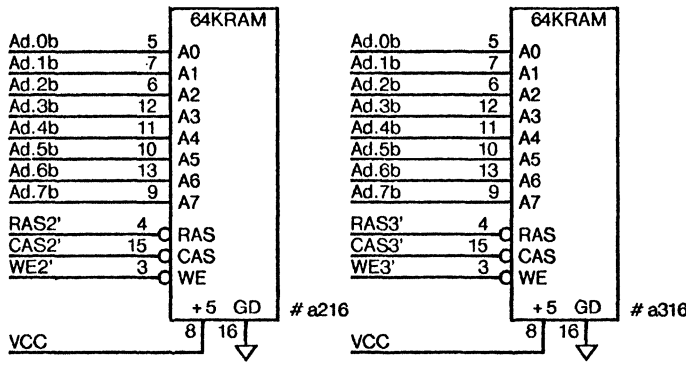 64KRAM 64KRAM
Ad.0b 5 A0 Ad.0b 5 A0
Ad.1b 7 A1 Ad.1b 7 A1
Ad.2b 6 A2 Ad.2b 6 A2
Ad.3b 12 A3 Ad.3b 12 A3
Ad.4b 11 A4 Ad.4b 11 A4
Ad.5b 10 A5 Ad.5b 10 A5
Ad.6b 13 A6 Ad.6b 13 A6
Ad.7b 9 A7 Ad.7b 9 A7
RAS2' 4 RAS RAS3' 4 RAS
CAS2' 15 CAS CAS3' 15 CAS
WE2' 3 WE WE3' 3 WE
+5 GD # a216 +5 GD # a316
8 16 8 16
VCC VCC